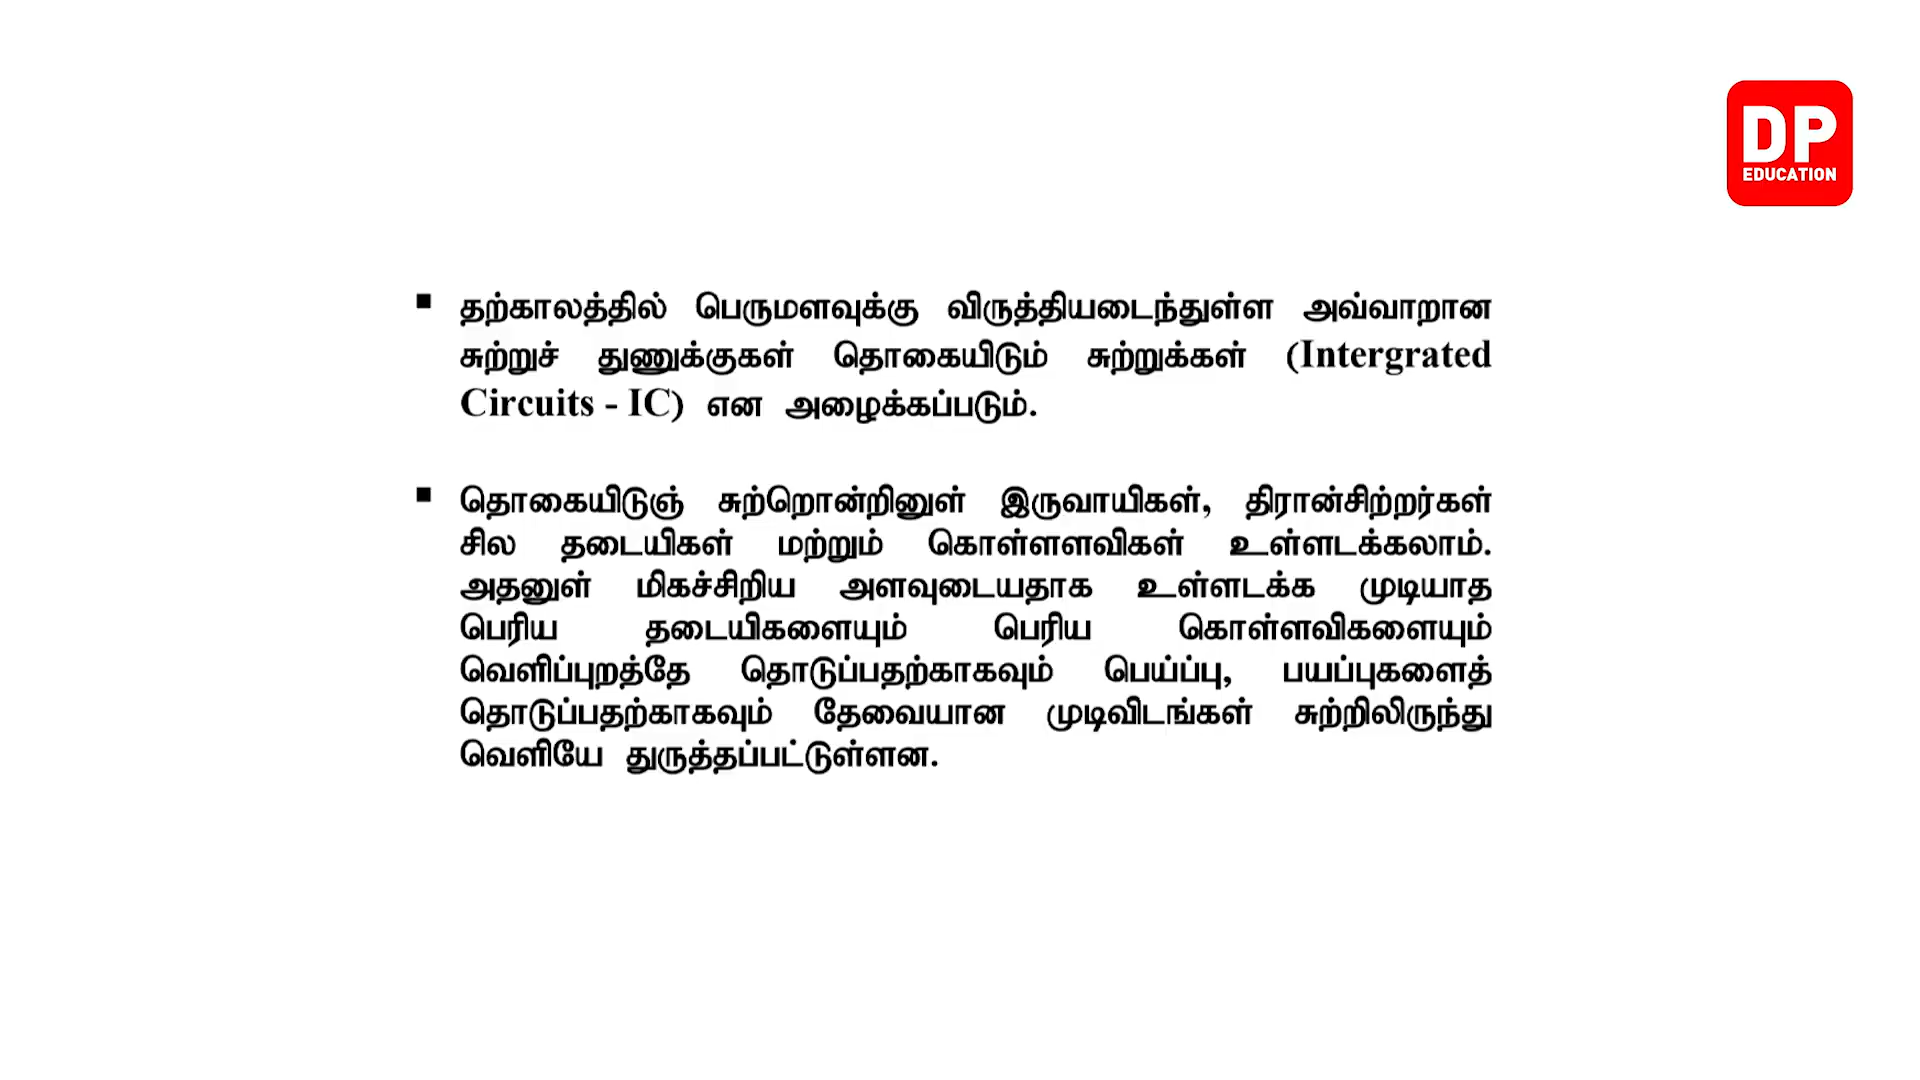 DP
EDUCATION
▪ தற்காலத்தில் பெருமளவுக்கு விருத்தியடைந்துள்ள அவ்வாறான
சுற்றுச் துணுக்குகள் தொகையிடும் சுற்றுக்கள் (Intergrated
Circuits - IC) என அழைக்கப்படும்.
▪ தொகையிடுஞ் சுற்றொன்றினுள் இருவாயிகள், திரான்சிற்றர்கள்
சில தடையிகள் மற்றும் கொள்ளளவிகள் உள்ளடக்கலாம்.
அதனுள் மிகச்சிறிய அளவுடையதாக உள்ளடக்க முடியாத
பெரிய தடையிகளையும் பெரிய கொள்ளவிகளையும்
வெளிப்புறத்தே தொடுப்பதற்காகவும் பெய்ப்பு, பயப்புகளைத்
தொடுப்பதற்காகவும் தேவையான முடிவிடங்கள் சுற்றிலிருந்து
வெளியே துருத்தப்பட்டுள்ளன.